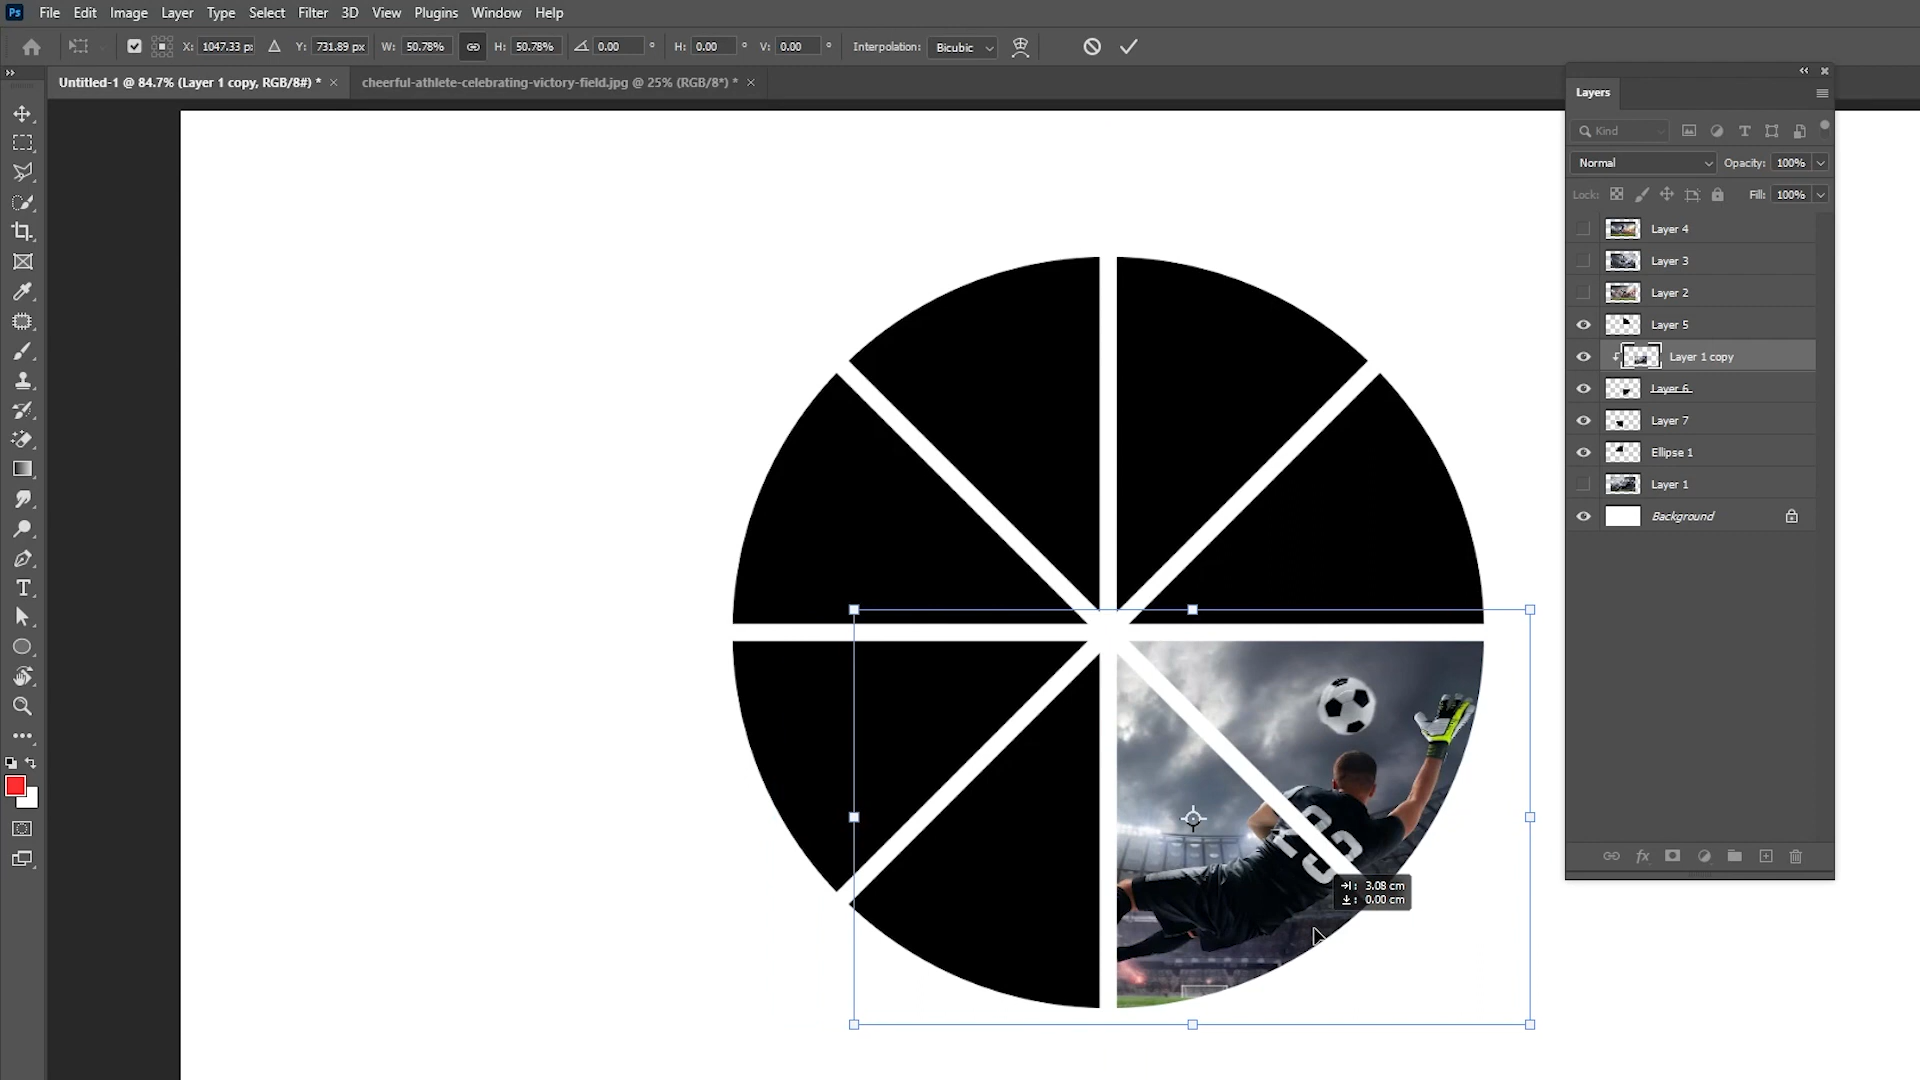 Ps File Edit Image Layer Type Select Filter 3D View Plugins Window Help
X: 1047.33 px Y: 731.89 px W: 50.78% H: 50.78% 0.00 ° H: 0.00 ° V: 0.00 ° Interpolation: Bicubic
Untitled-1 @ 84.7% (Layer 1 copy, RGB/8#) * × cheerful-athlete-celebrating-victory-field.jpg @ 25% (RGB/8*) * ×
Layers
Kind
Normal Opacity: 100%
Lock: Fill: 100%
Layer 4
Layer 3
Layer 2
Layer 5
Layer 1 copy
Layer 6
Layer 7
Ellipse 1
Layer 1
Background
23
3.08 cm
0.00 cm